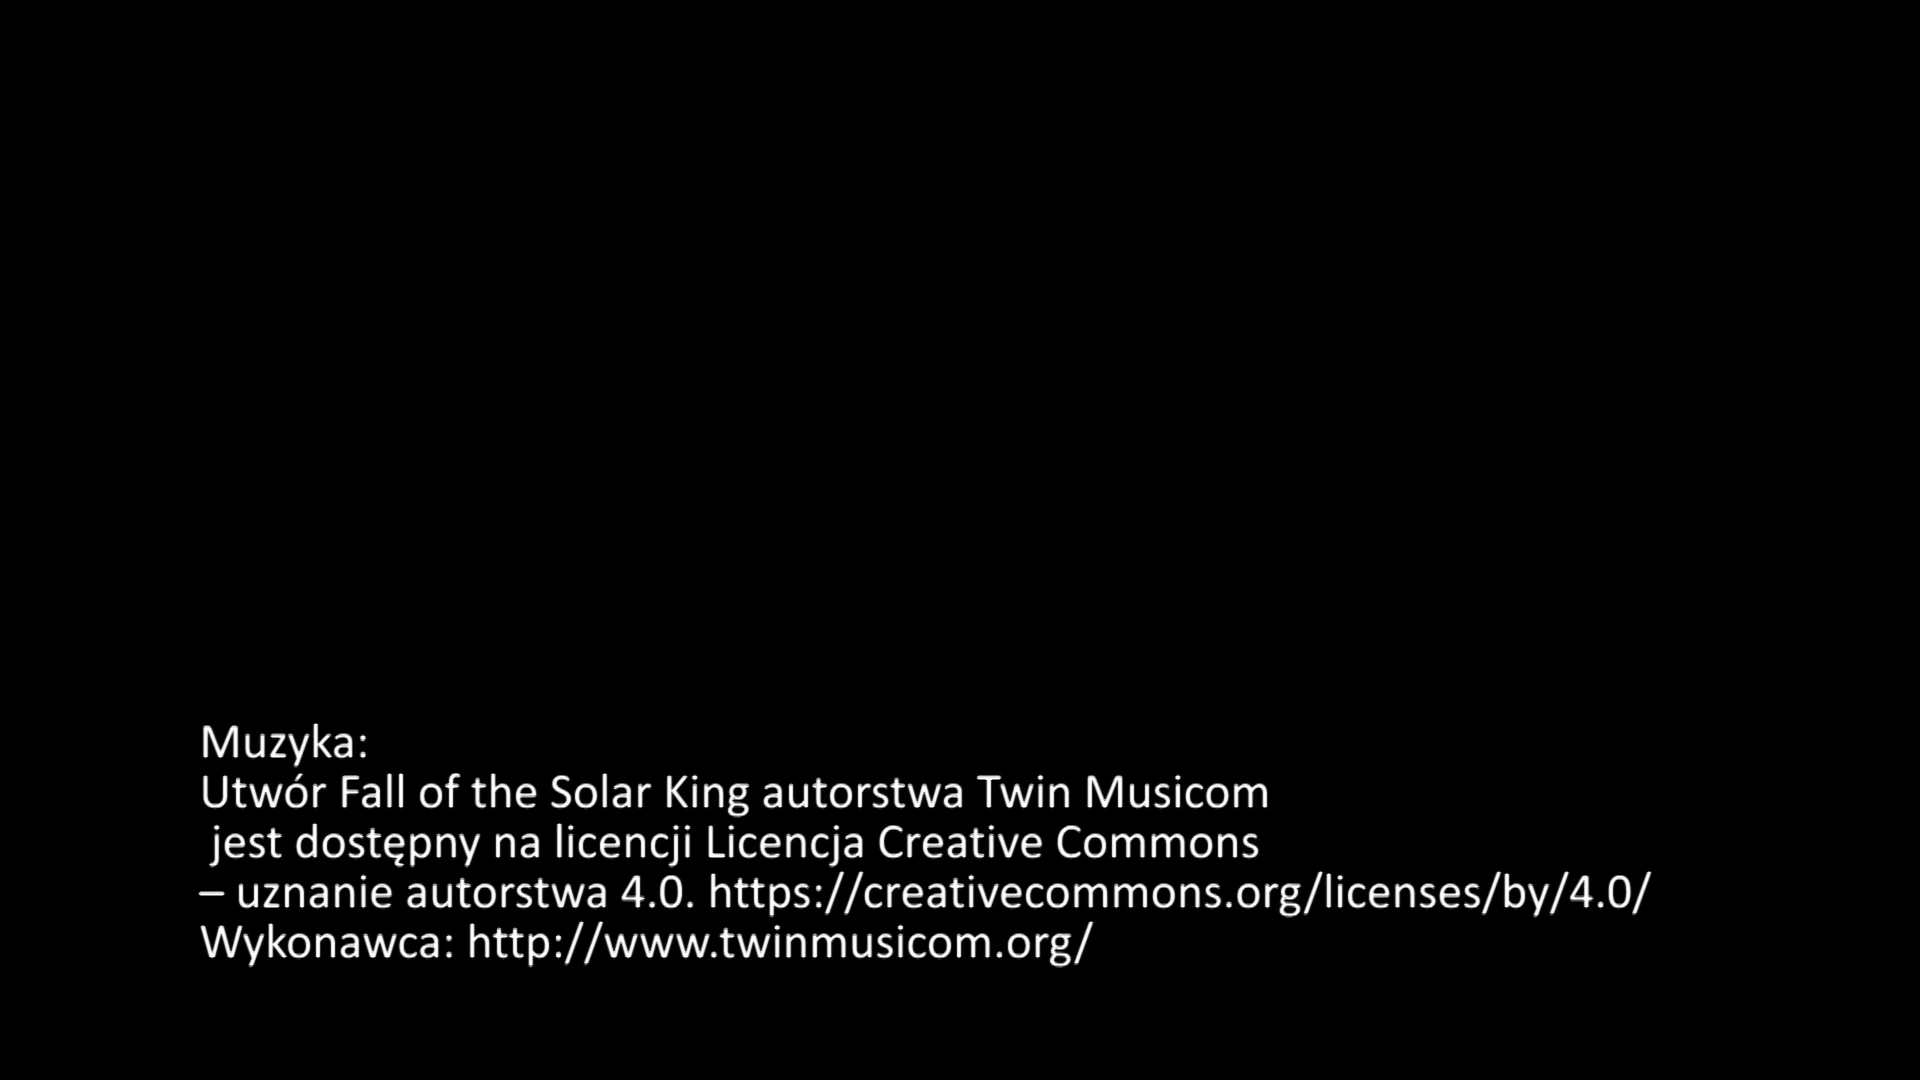 Muzyka:
Utwór Fall of the Solar King autorstwa Twin Musicom
jest dostępny na licencji Licencja Creative Commons
– uznanie autorstwa 4.0. https://creativecommons.org/licenses/by/4.0/
Wykonawca: http://www.twinmusicom.org/